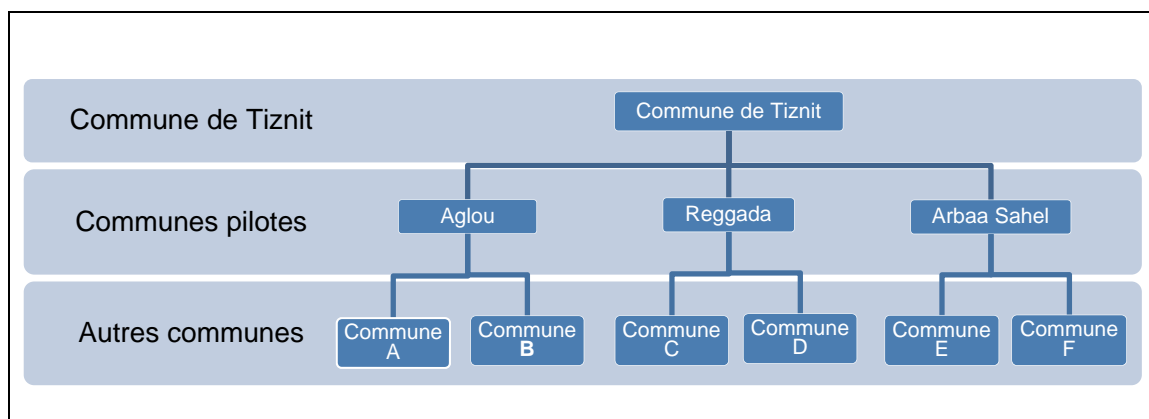 Commune de Tiznit
Commune de Tiznit
Communes pilotes
Aglou
Reggada
Arbaa Sahel
Autres communes
Commune
A
Commune
B
Commune
C
Commune
D
Commune
E
Commune
F